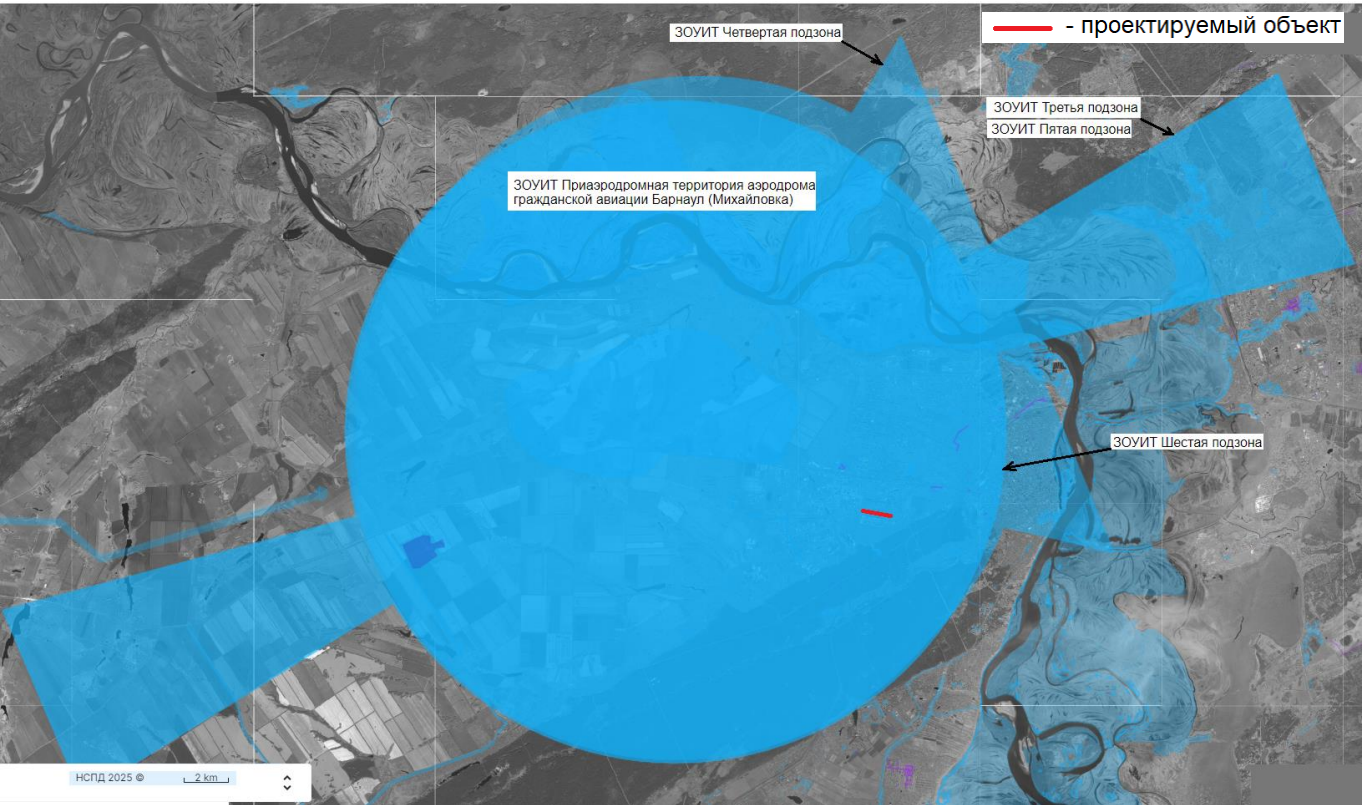 ЗОУИТ Четвертая подзона
- проектируемый объект
ЗОУИТ Третья подзона
ЗОУИТ Пятая подзона
ЗОУИТ Приаэродромная территория аэродрома
гражданской авиации Барнаул (Михайловка)
ЗОУИТ Шестая подзона
НСПД 2025 ©
2 km